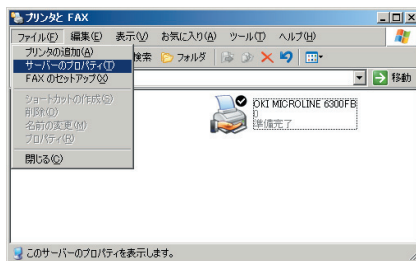 プリンタと FAX
ファイル(F) 編集(E) 表示(V) お気に入り(A) ツール(T) ヘルプ(H)
プリンタの追加(A)
サーバーのプロパティ(T)
FAX のセットアップ(X)
ショートカットの作成(S)
削除(D)
名前の変更(M)
プロパティ(R)
閉じる(C)
検索 フォルダ
移動
OKI MICROLINE 6300FB
0
準備完了
このサーバーのプロパティを表示します。